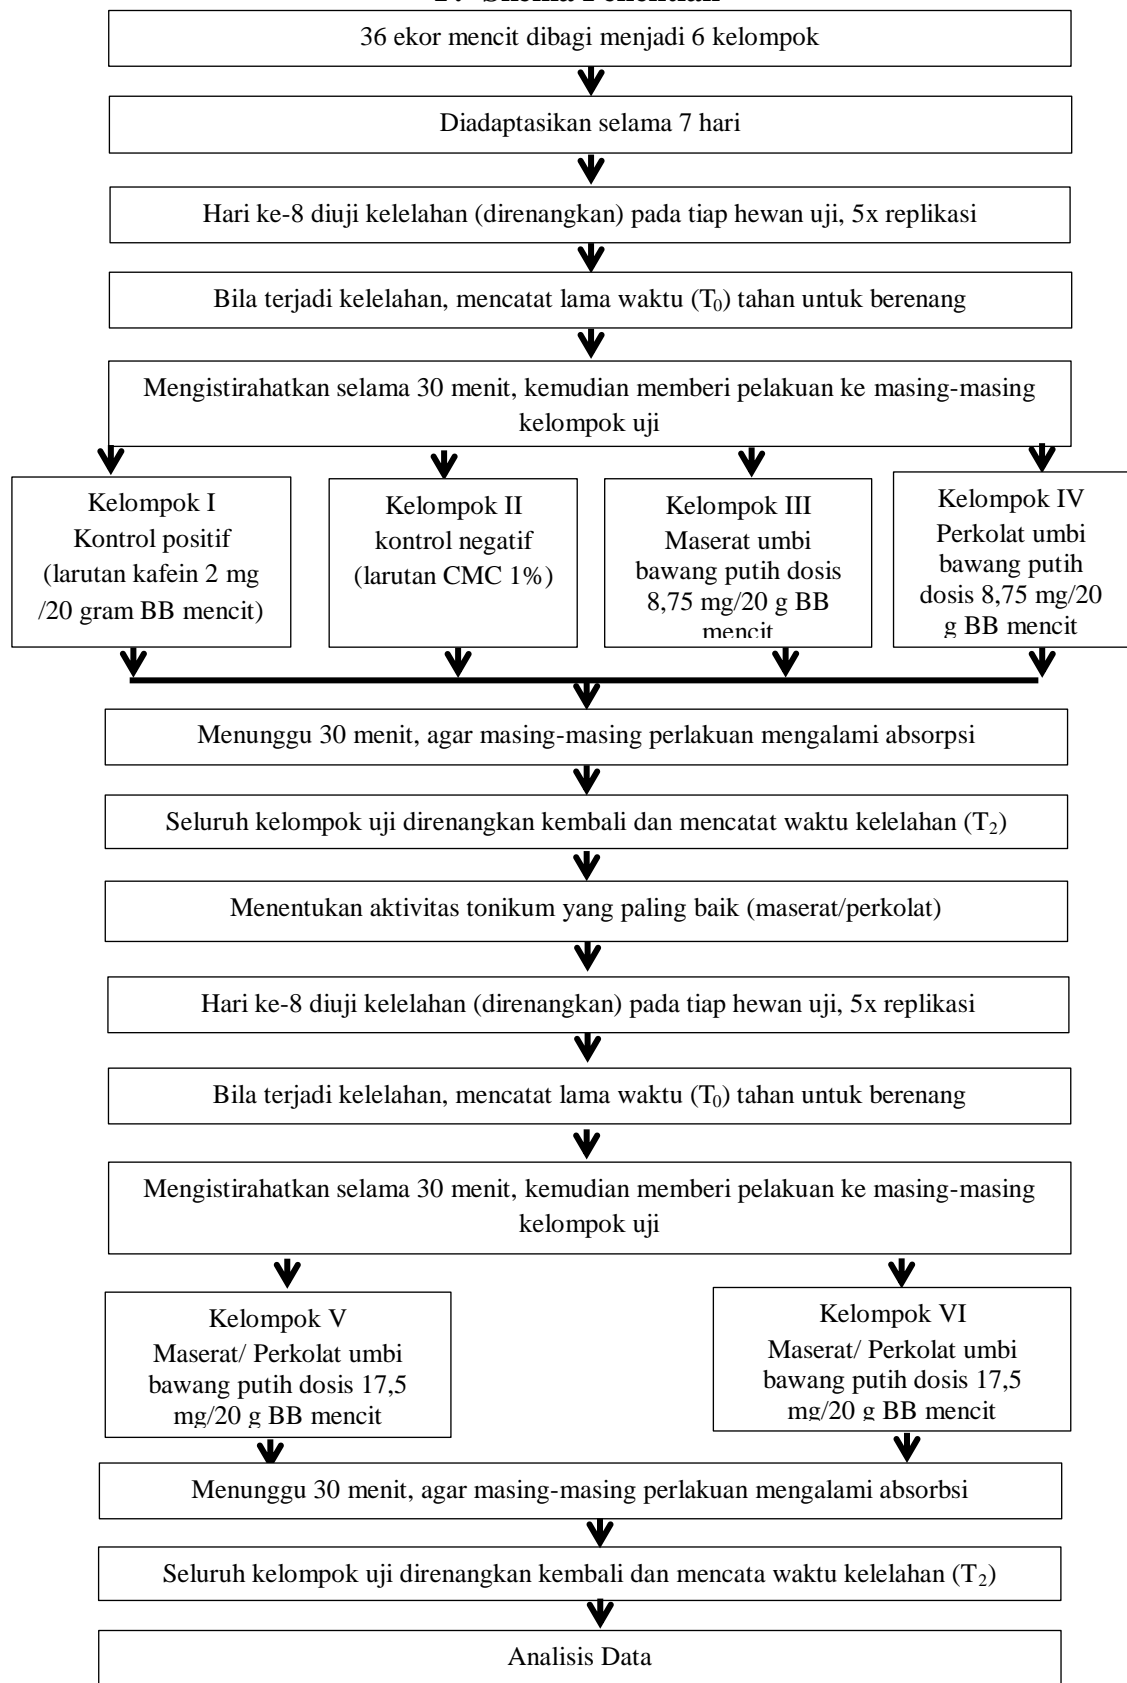 36 ekor mencit dibagi menjadi 6 kelompok
Diadaptasikan selama 7 hari
Hari ke-8 diuji kelelahan (direnangkan) pada tiap hewan uji, 5x replikasi
Bila terjadi kelelahan, mencatat lama waktu (T₀) tahan untuk berenang
Mengistirahatkan selama 30 menit, kemudian memberi pelakuan ke masing-masing
kelompok uji
Kelompok I
Kontrol positif
(larutan kafein 2 mg
/20 gram BB mencit)
Kelompok II
kontrol negatif
(larutan CMC 1%)
Kelompok III
Maserat umbi
bawang putih dosis
8,75 mg/20 g BB
mencit
Kelompok IV
Perkolat umbi
bawang putih
dosis 8,75 mg/20
g BB mencit
Menunggu 30 menit, agar masing-masing perlakuan mengalami absorpsi
Seluruh kelompok uji direnangkan kembali dan mencatat waktu kelelahan (T₂)
Menentukan aktivitas tonikum yang paling baik (maserat/perkolat)
Hari ke-8 diuji kelelahan (direnangkan) pada tiap hewan uji, 5x replikasi
Bila terjadi kelelahan, mencatat lama waktu (T₀) tahan untuk berenang
Mengistirahatkan selama 30 menit, kemudian memberi pelakuan ke masing-masing
kelompok uji
Kelompok V
Maserat/ Perkolat umbi
bawang putih dosis 17,5
mg/20 g BB mencit
Kelompok VI
Maserat/ Perkolat umbi
bawang putih dosis 17,5
mg/20 g BB mencit
Menunggu 30 menit, agar masing-masing perlakuan mengalami absorbsi
Seluruh kelompok uji direnangkan kembali dan mencata waktu kelelahan (T₂)
Analisis Data